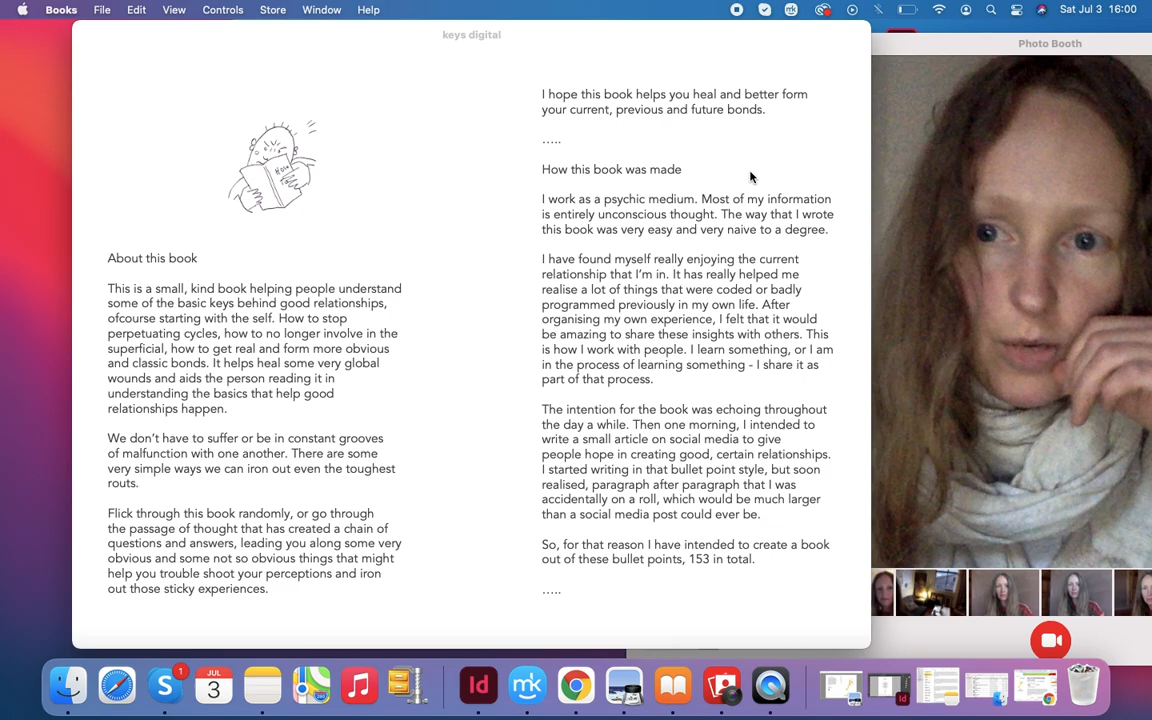 Books File Edit View Controls Store Window Help
Sat Jul 3 16:00
keys digital
Photo Booth
About this book
This is a small, kind book helping people understand
some of the basic keys behind good relationships,
ofcourse starting with the self. How to stop
perpetuating cycles, how to no longer involve in the
superficial, how to get real and form more obvious
and classic bonds. It helps heal some very global
wounds and aids the person reading it in
understanding the basics that help good
relationships happen.
We don't have to suffer or be in constant grooves
of malfunction with one another. There are some
very simple ways we can iron out even the toughest
routs.
Flick through this book randomly, or go through
the passage of thought that has created a chain of
questions and answers, leading you along some very
obvious and some not so obvious things that might
help you trouble shoot your perceptions and iron
out those sticky experiences.
I hope this book helps you heal and better form
your current, previous and future bonds.
.....
How this book was made
I work as a psychic medium. Most of my information
is entirely unconscious thought. The way that I wrote
this book was very easy and very naive to a degree.
I have found myself really enjoying the current
relationship that I'm in. It has really helped me
realise a lot of things that were coded or badly
programmed previously in my own life. After
organising my own experience, I felt that it would
be amazing to share these insights with others. This
is how I work with people. I learn something, or I am
in the process of learning something - I share it as
part of that process.
The intention for the book was echoing throughout
the day a while. Then one morning, I intended to
write a small article on social media to give
people hope in creating good, certain relationships.
I started writing in that bullet point style, but soon
realised, paragraph after paragraph that I was
accidentally on a roll, which would be much larger
than a social media post could ever be.
So, for that reason I have intended to create a book
out of these bullet points, 153 in total.
.....
S
1
JUL
3
Id
mk